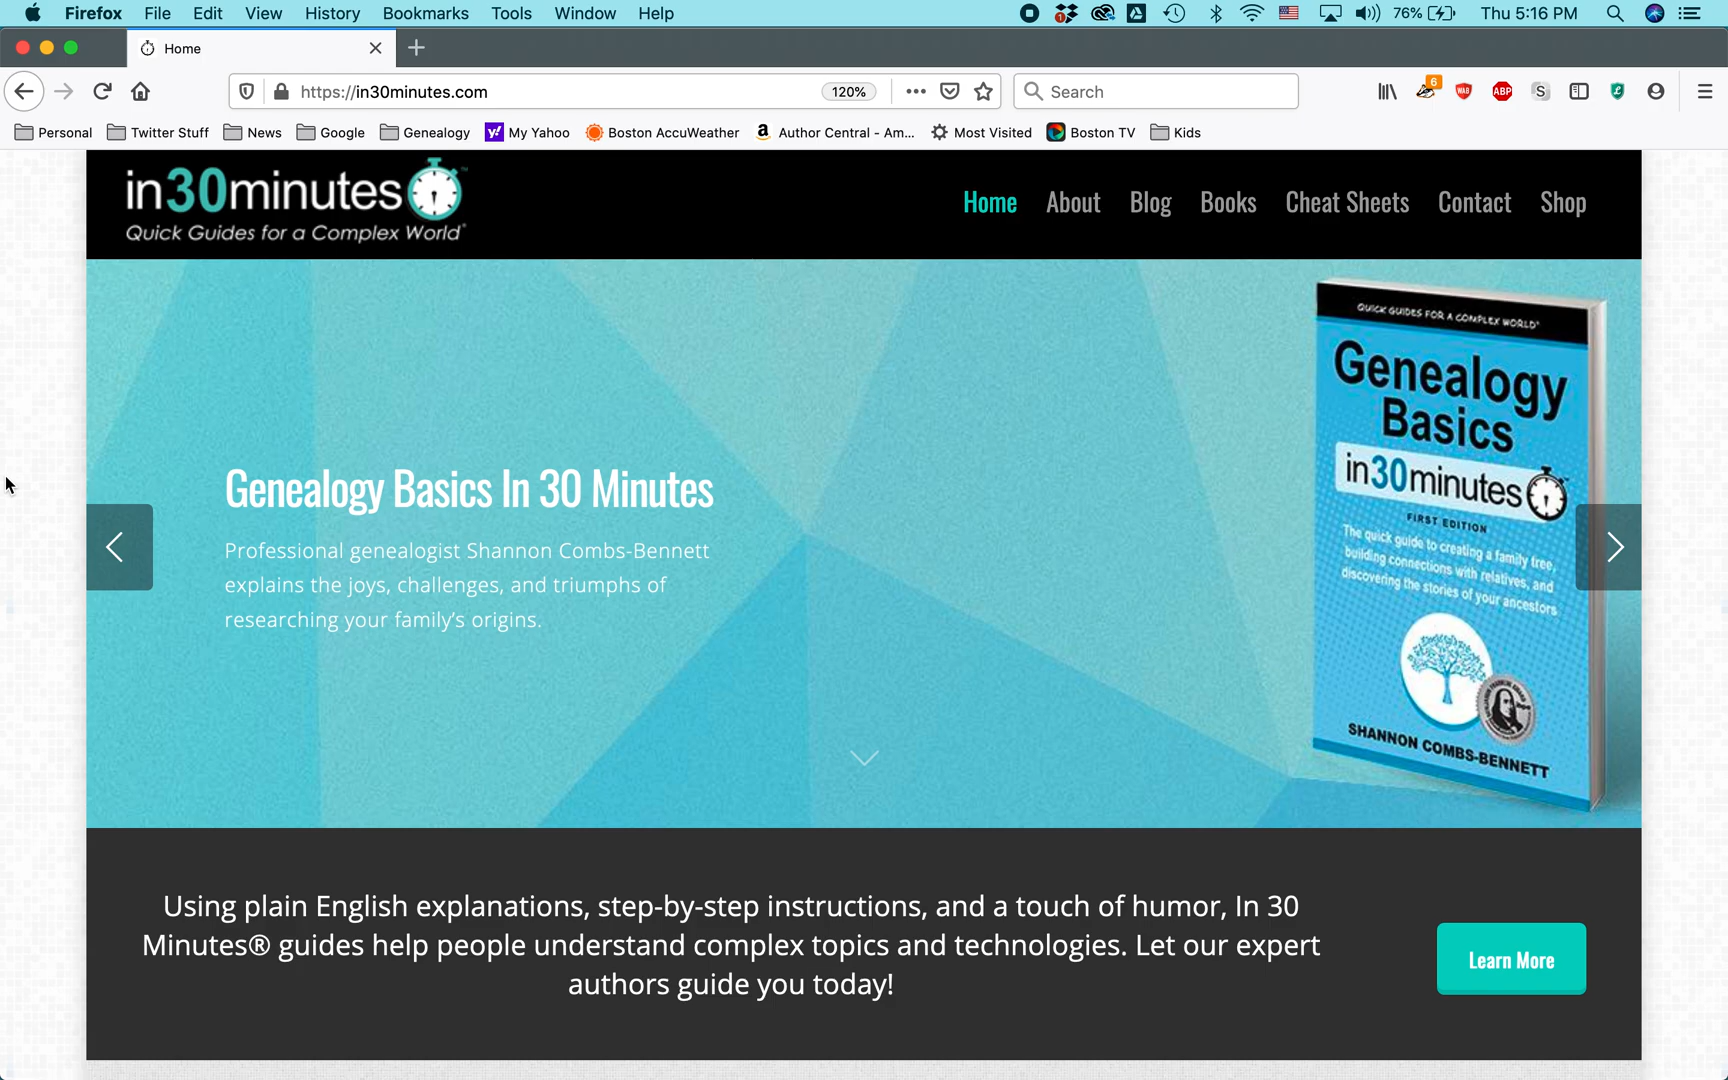 Firefox File Edit View History Bookmarks Tools Window Help 1 76% Thu 5:16 PM
Home
https://in30minutes.com 120% Search 6 WAB ABP S
Personal Twitter Stuff News Google Genealogy My Yahoo Boston AccuWeather Author Central - Am... Most Visited Boston TV Kids
in30minutes
Quick Guides for a Complex World®
Home About Blog Books Cheat Sheets Contact Shop
Genealogy Basics In 30 Minutes
Professional genealogist Shannon Combs-Bennett
explains the joys, challenges, and triumphs of
researching your family’s origins.
QUICK GUIDES FOR A COMPLEX WORLD®
Genealogy
Basics
in30minutes
FIRST EDITION
The quick guide to creating a family tree,
building connections with relatives, and
discovering the stories of your ancestors
SHANNON COMBS-BENNETT
Using plain English explanations, step-by-step instructions, and a touch of humor, In 30
Minutes® guides help people understand complex topics and technologies. Let our expert
authors guide you today!
Learn More